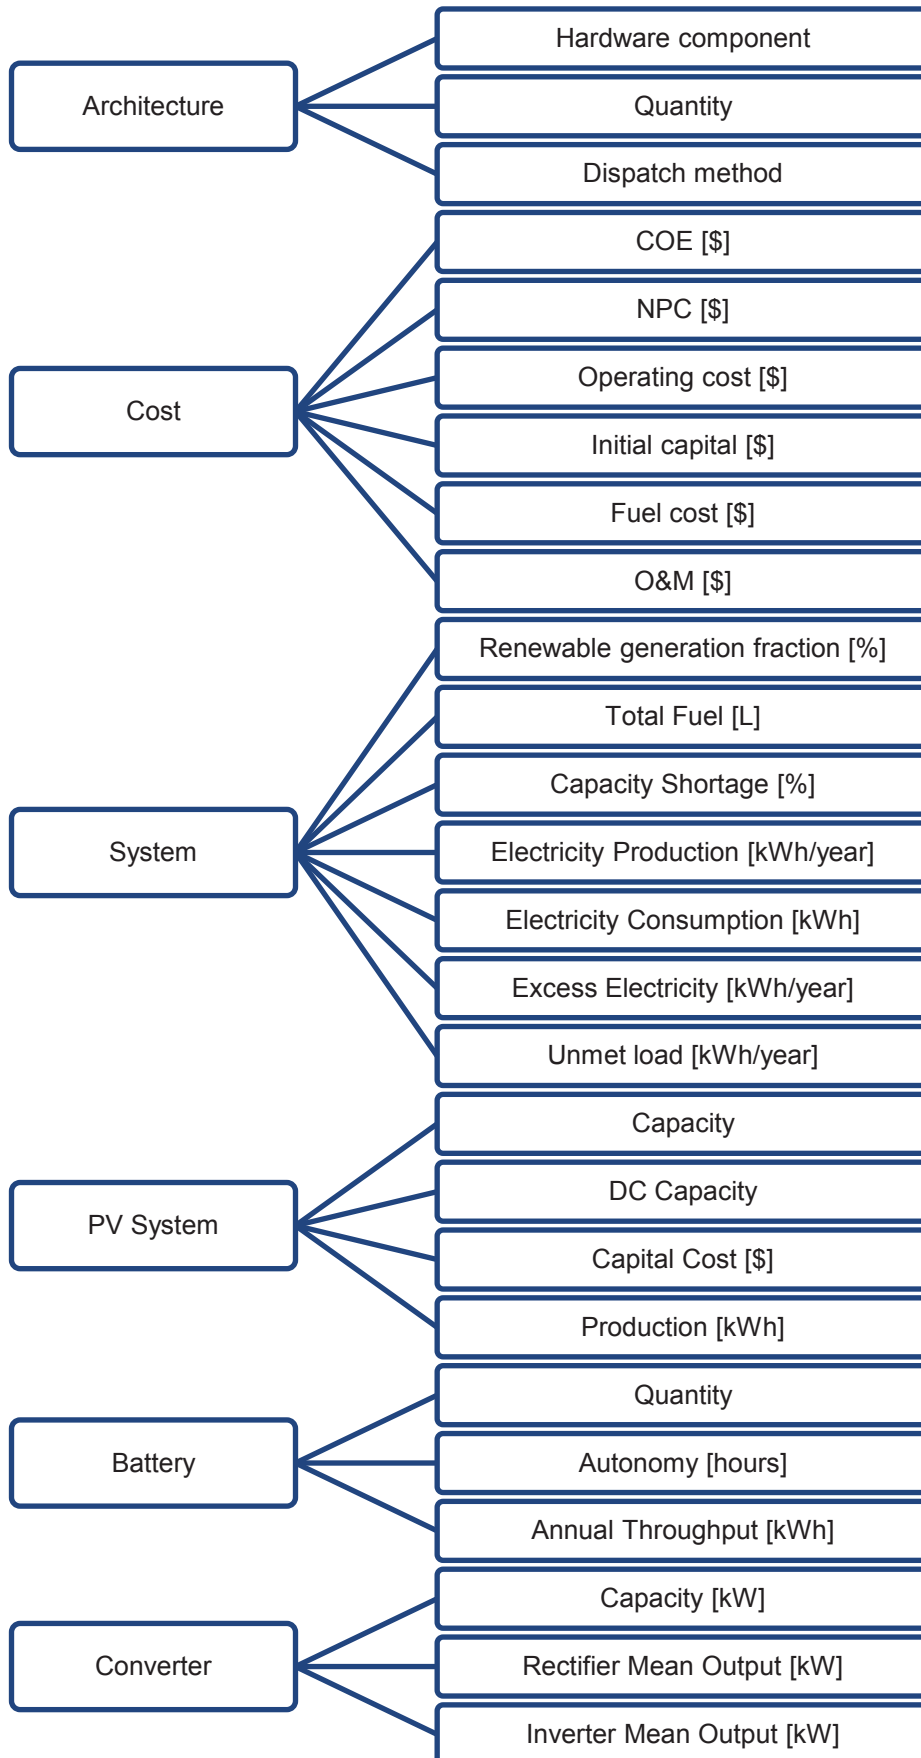 Architecture
Hardware component
Quantity
Dispatch method
Cost
COE [$]
NPC [$]
Operating cost [$]
Initial capital [$]
Fuel cost [$]
O&M [$]
System
Renewable generation fraction [%]
Total Fuel [L]
Capacity Shortage [%]
Electricity Production [kWh/year]
Electricity Consumption [kWh]
Excess Electricity [kWh/year]
Unmet load [kWh/year]
PV System
Capacity
DC Capacity
Capital Cost [$]
Production [kWh]
Battery
Quantity
Autonomy [hours]
Annual Throughput [kWh]
Converter
Capacity [kW]
Rectifier Mean Output [kW]
Inverter Mean Output [kW]